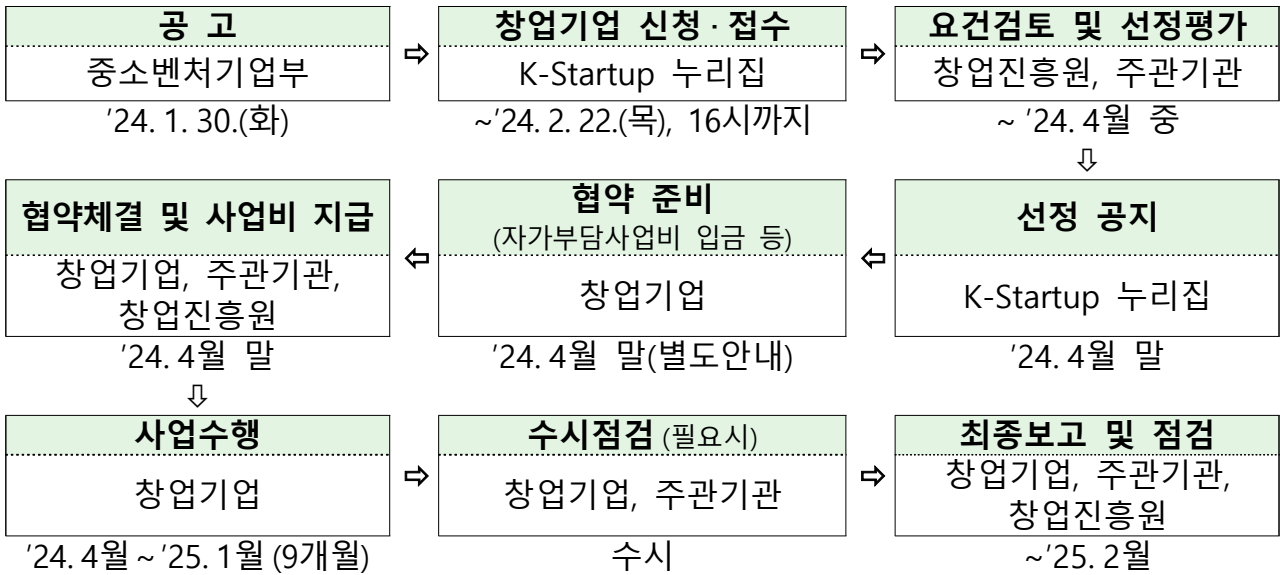 공 고
중소벤처기업부
'24. 1. 30.(화)
⇨
창업기업 신청·접수
K-Startup 누리집
~'24. 2. 22.(목), 16시까지
⇨
요건검토 및 선정평가
창업진흥원, 주관기관
~ '24. 4월 중
⇩
선정 공지
K-Startup 누리집
'24. 4월 말
⇦
협약 준비
(자가부담사업비 입금 등)
창업기업
'24. 4월 말(별도안내)
⇦
협약체결 및 사업비 지급
창업기업, 주관기관,
창업진흥원
'24. 4월 말
⇩
사업수행
창업기업
'24. 4월 ~ '25. 1월 (9개월)
⇨
수시점검 (필요시)
창업기업, 주관기관
수시
⇨
최종보고 및 점검
창업기업, 주관기관,
창업진흥원
~'25. 2월